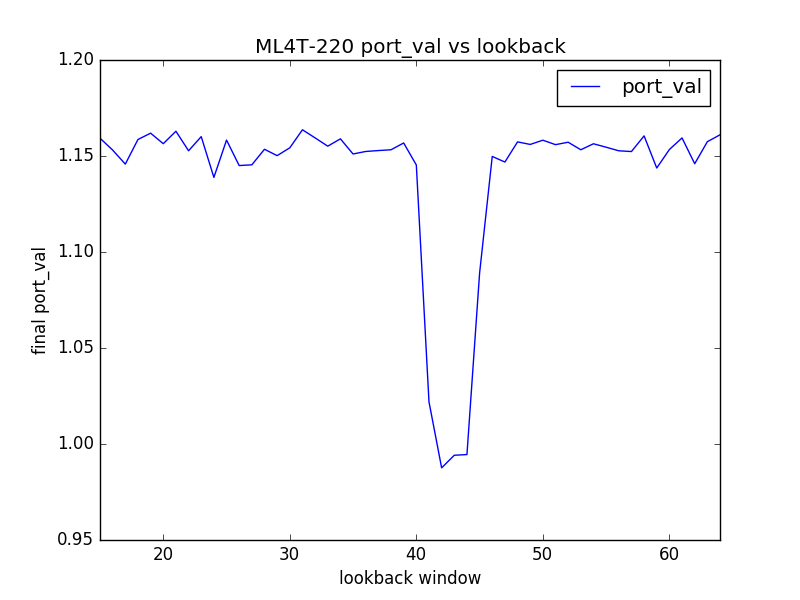 ML4T-220 port_val vs lookback
port_val
final port_val
1.20
1.15
1.10
1.05
1.00
0.95
20 30 40 50 60
lookback window